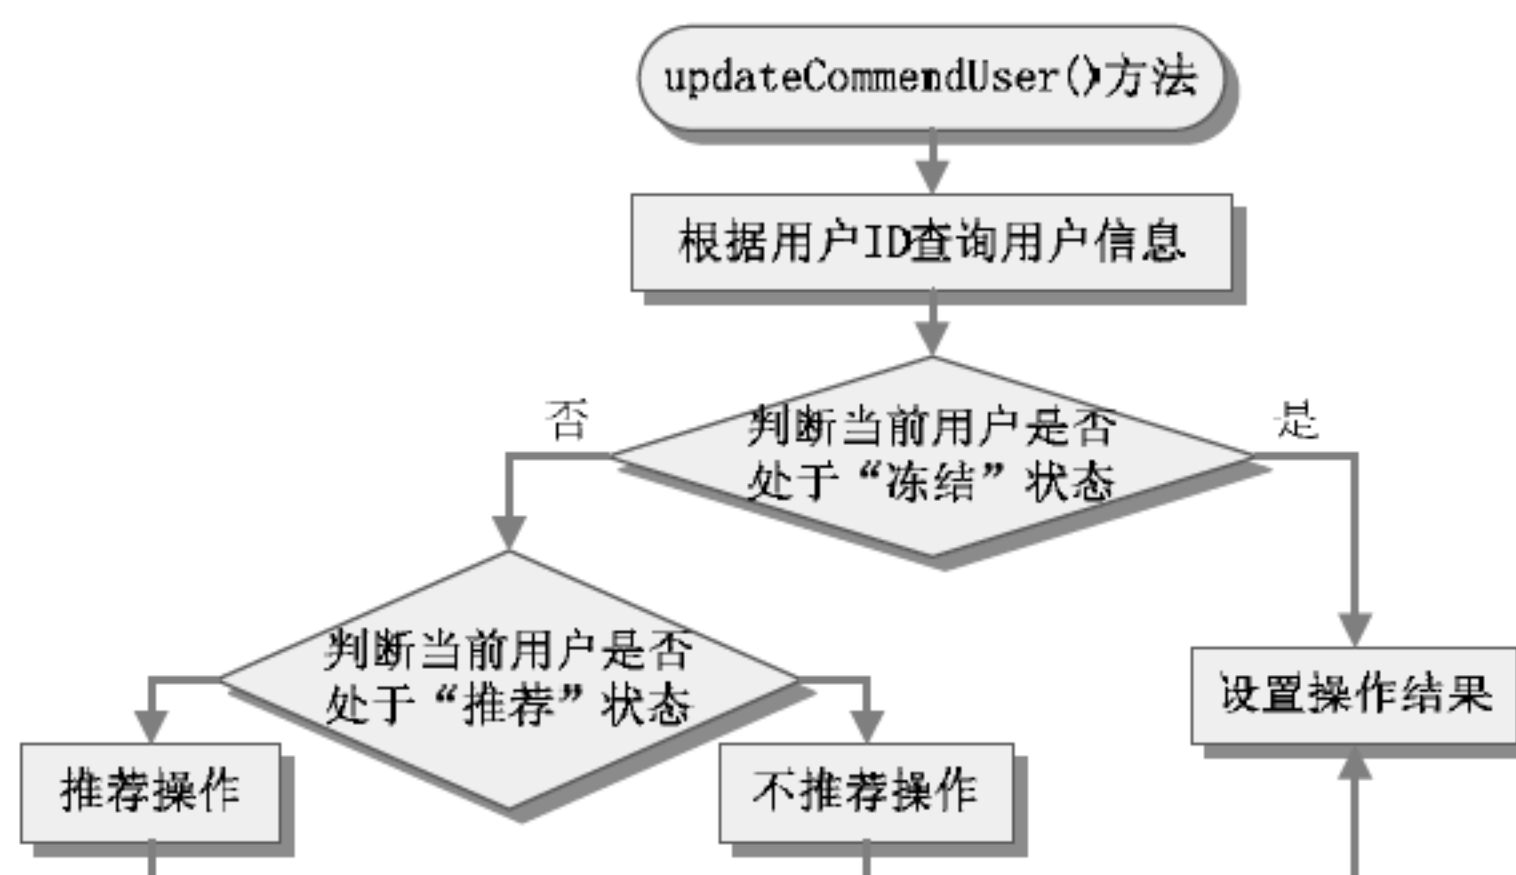 updateCommendUser()方法
根据用户ID查询用户信息
否
是
判断当前用户是否
处于“冻结”状态
判断当前用户是否
处于“推荐”状态
设置操作结果
推荐操作
不推荐操作